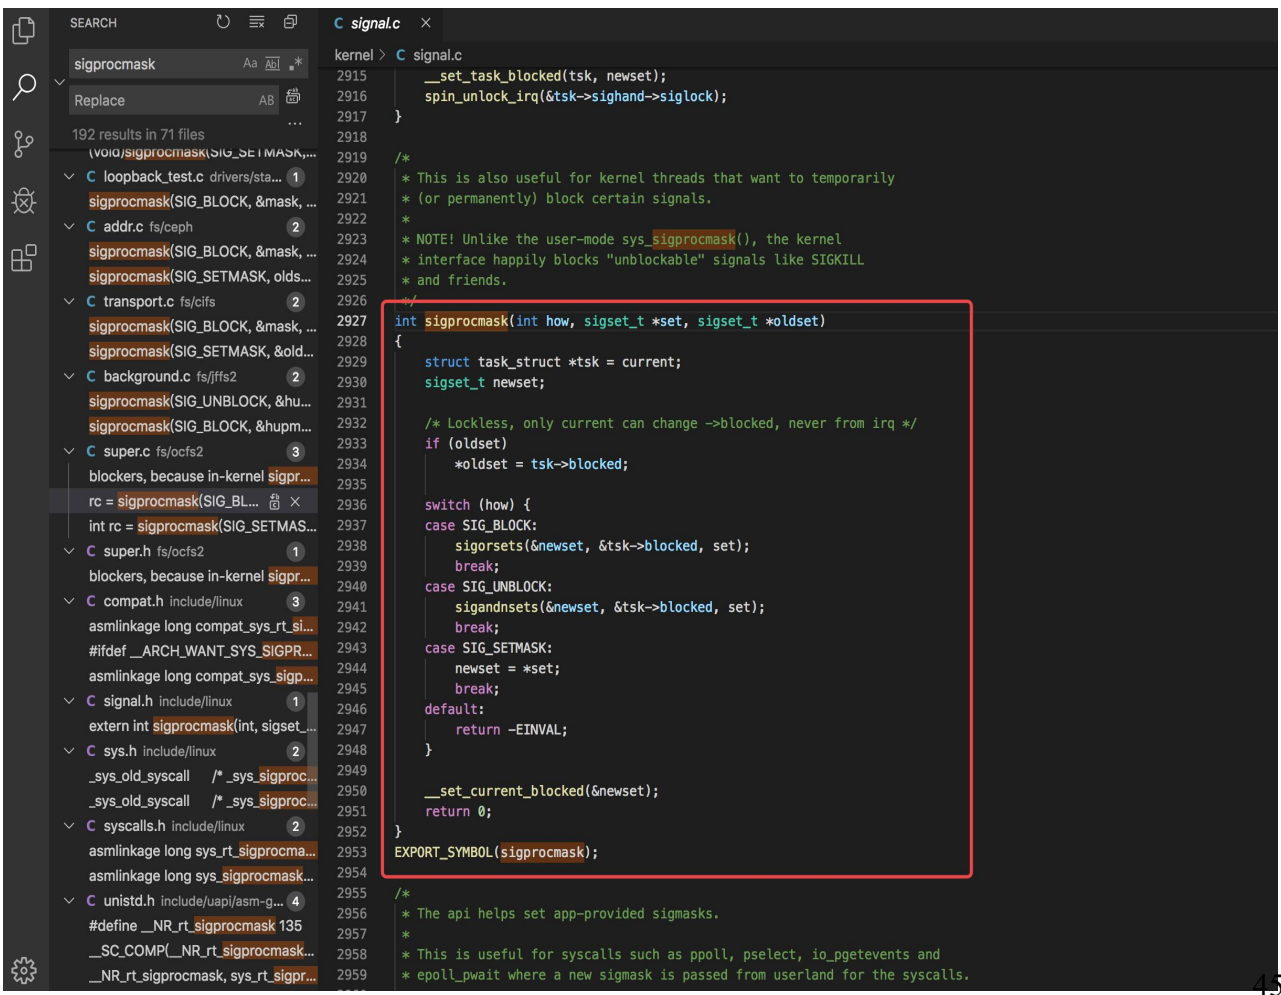 SEARCH
sigprocmask
Aa Abl .*
Replace
AB
192 results in 71 files
...
(void)sigprocmask(SIG_SETMASK,...
C loopback_test.c drivers/sta... 1
sigprocmask(SIG_BLOCK, &mask, ...
C addr.c fs/ceph 2
sigprocmask(SIG_BLOCK, &mask, ...
sigprocmask(SIG_SETMASK, olds...
C transport.c fs/cifs 2
sigprocmask(SIG_BLOCK, &mask, ...
sigprocmask(SIG_SETMASK, &old...
C background.c fs/jffs2 2
sigprocmask(SIG_UNBLOCK, &hu...
sigprocmask(SIG_BLOCK, &hupm...
C super.c fs/ocfs2 3
blockers, because in-kernel sigpr...
rc = sigprocmask(SIG_BL...
int rc = sigprocmask(SIG_SETMAS...
C super.h fs/ocfs2 1
blockers, because in-kernel sigpr...
C compat.h include/linux 3
asmlinkage long compat_sys_rt_si...
#ifdef __ARCH_WANT_SYS_SIGPR...
asmlinkage long compat_sys_sigp...
C signal.h include/linux 1
extern int sigprocmask(int, sigset_...
C sys.h include/linux 2
_sys_old_syscall /* _sys_sigproc...
_sys_old_syscall /* _sys_sigproc...
C syscalls.h include/linux 2
asmlinkage long sys_rt_sigprocma...
asmlinkage long sys_sigprocmask...
C unistd.h include/uapi/asm-g... 4
#define __NR_rt_sigprocmask 135
__SC_COMP(__NR_rt_sigprocmask...
__NR_rt_sigprocmask, sys_rt_sigpr...
C signal.c
kernel > C signal.c
2915 __set_task_blocked(tsk, newset);
2916 spin_unlock_irq(&tsk->sighand->siglock);
2917 }
2918
2919 /*
2920 * This is also useful for kernel threads that want to temporarily
2921 * (or permanently) block certain signals.
2922 *
2923 * NOTE! Unlike the user-mode sys_sigprocmask(), the kernel
2924 * interface happily blocks "unblockable" signals like SIGKILL
2925 * and friends.
2926 */
2927 int sigprocmask(int how, sigset_t *set, sigset_t *oldset)
2928 {
2929 struct task_struct *tsk = current;
2930 sigset_t newset;
2931
2932 /* Lockless, only current can change ->blocked, never from irq */
2933 if (oldset)
2934 *oldset = tsk->blocked;
2935
2936 switch (how) {
2937 case SIG_BLOCK:
2938 sigorsets(&newset, &tsk->blocked, set);
2939 break;
2940 case SIG_UNBLOCK:
2941 sigandnsets(&newset, &tsk->blocked, set);
2942 break;
2943 case SIG_SETMASK:
2944 newset = *set;
2945 break;
2946 default:
2947 return -EINVAL;
2948 }
2949
2950 __set_current_blocked(&newset);
2951 return 0;
2952 }
2953 EXPORT_SYMBOL(sigprocmask);
2954
2955 /*
2956 * The api helps set app-provided sigmasks.
2957 *
2958 * This is useful for syscalls such as ppoll, pselect, io_pgetevents and
2959 * epoll_pwait where a new sigmask is passed from userland for the syscalls.
45